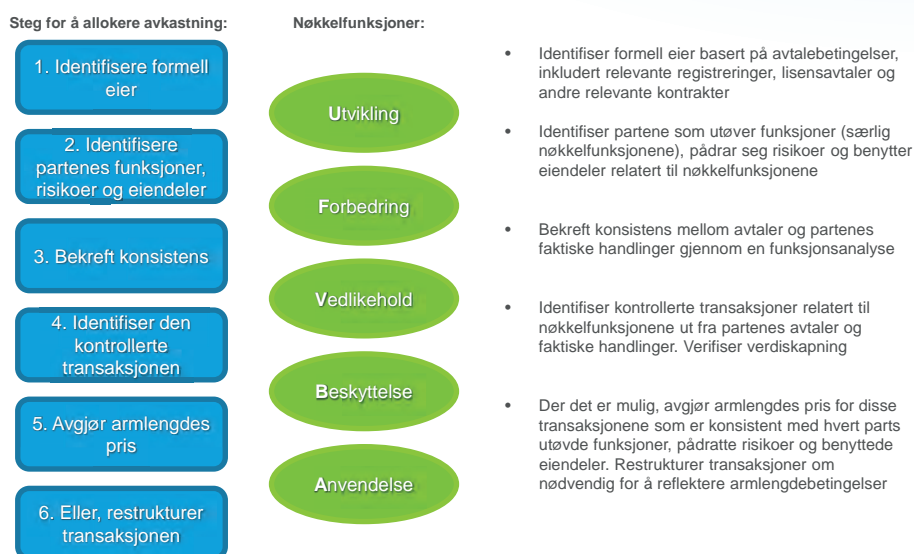 Steg for å allokere avkastning:
1. Identifisere formell
eier
2. Identifisere
partenes funksjoner,
risikoer og eiendeler
3. Bekreft konsistens
4. Identifiser den
kontrollerte
transaksjonen
5. Avgjør armlengdes
pris
6. Eller, restrukturer
transaksjonen
Nøkkelfunksjoner:
Utvikling
Forbedring
Vedlikehold
Beskyttelse
Anvendelse
• Identifiser formell eier basert på avtalebetingelser,
inkludert relevante registreringer, lisensavtaler og
andre relevante kontrakter
• Identifiser partene som utøver funksjoner (særlig
nøkkelfunksjonene), pådrar seg risikoer og benytter
eiendeler relatert til nøkkelfunksjonene
• Bekreft konsistens mellom avtaler og partenes
faktiske handlinger gjennom en funksjonsanalyse
• Identifiser kontrollerte transaksjoner relatert til
nøkkelfunksjonene ut fra partenes avtaler og
faktiske handlinger. Verifiser verdiskapning
• Der det er mulig, avgjør armlengdes pris for disse
transaksjonene som er konsistent med hvert parts
utøvde funksjoner, pådratte risikoer og benyttede
eiendeler. Restrukturer transaksjoner om
nødvendig for å reflektere armlengdebetingelser